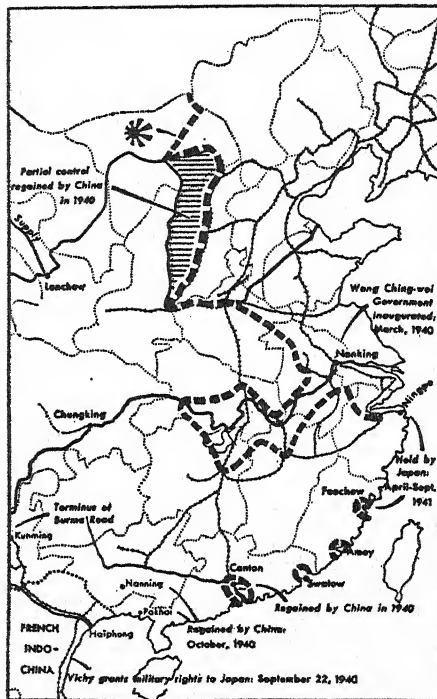 Partial control
regained by China
in 1940
Supply
Lanchow
Wang Ching-wei
Government
inaugurated:
March, 1940
Nanking
Ningpo
Chungking
Held by
Japan:
April-Sept.
1941
Foochow
Terminus of
Burma Road
Kunming
Amoy
Canton
Swatow
Nanning
Regained by China in 1940
Pakhoi
Regained by China:
October, 1940
FRENCH
INDO-
CHINA
Haiphong
Vichy grants military rights to Japan: September 22, 1940